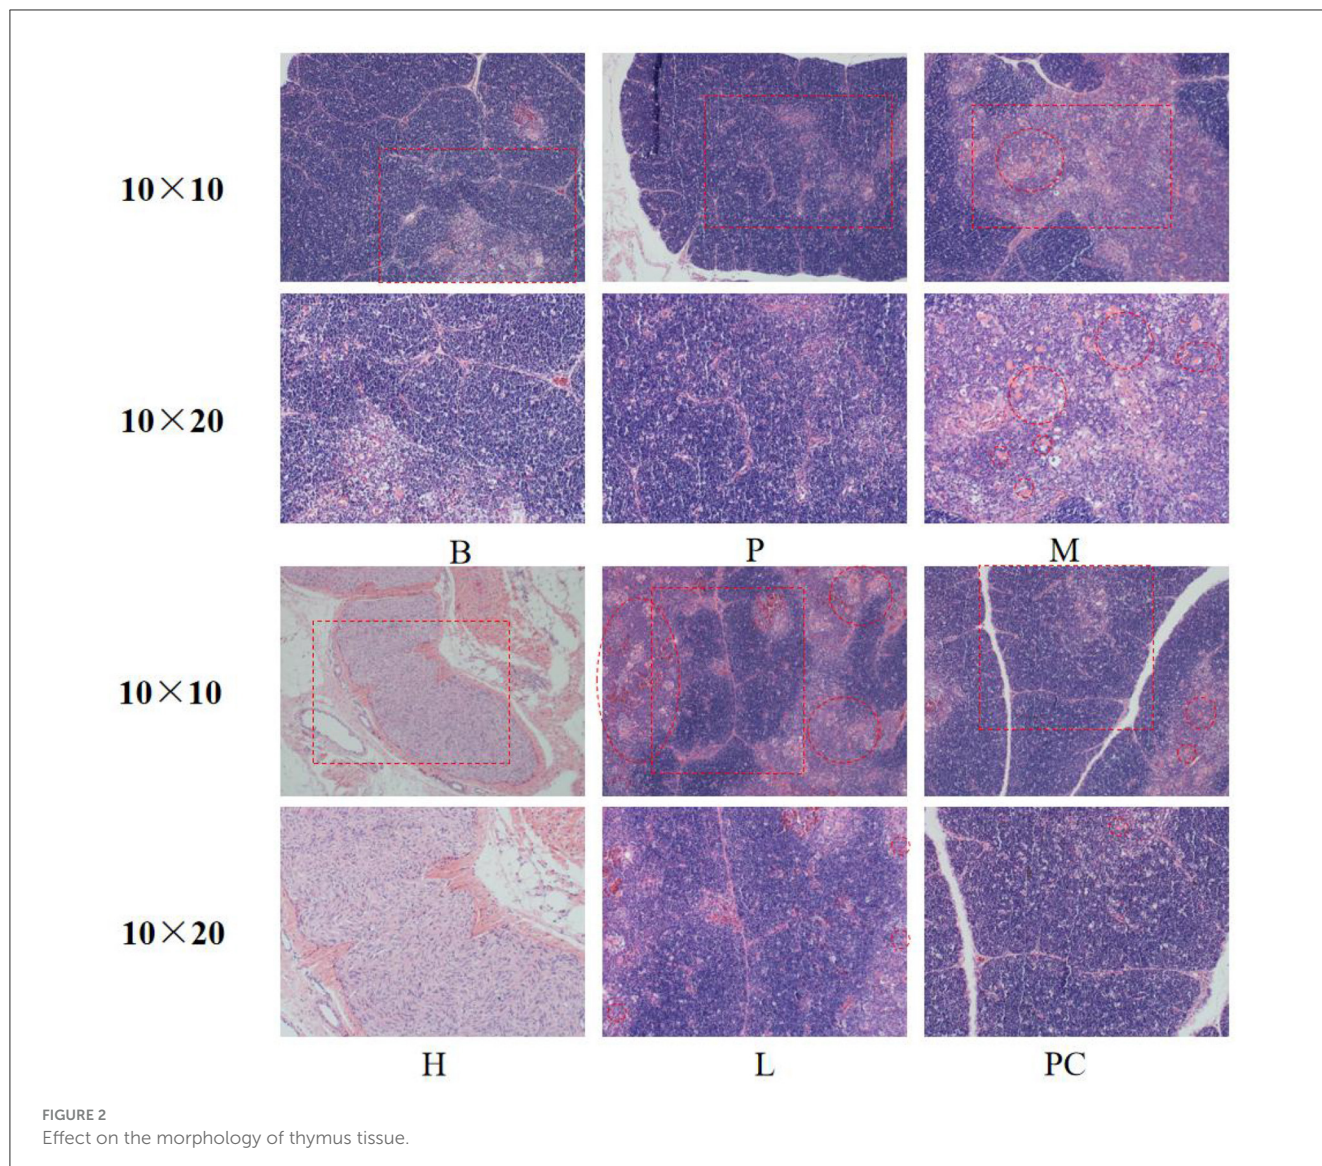 10×10
10×20
B P M
10×10
10×20
H L PC
FIGURE 2
Effect on the morphology of thymus tissue.